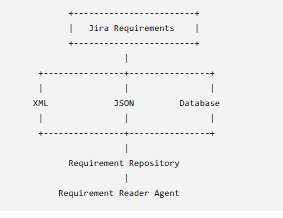 Jira Requirements
XML JSON Database
Requirement Repository
Requirement Reader Agent